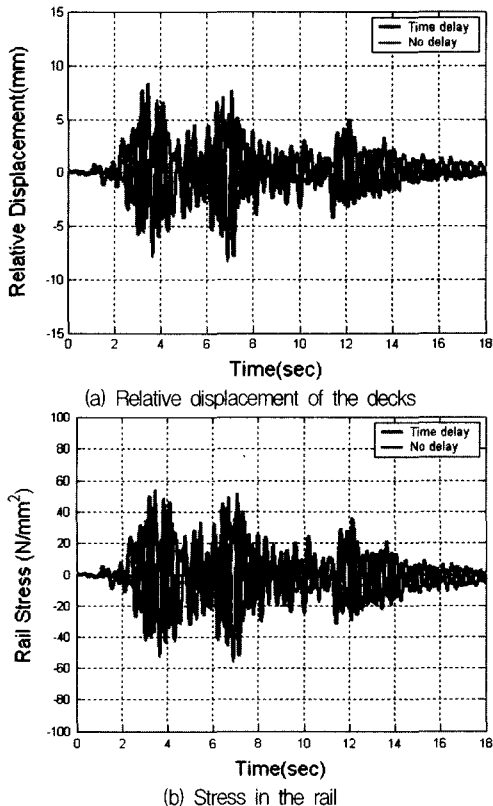 15
10
5
0
-5
-10
-15
Relative Displacement(mm)
Time delay
No delay
0 2 4 6 8 10 12 14 16 18
Time(sec)
(a) Relative displacement of the decks
100
80
60
40
20
0
-20
-40
-60
-80
-100
Rail Stress (N/mm²)
Time delay
No delay
0 2 4 6 8 10 12 14 16 18
Time(sec)
(b) Stress in the rail